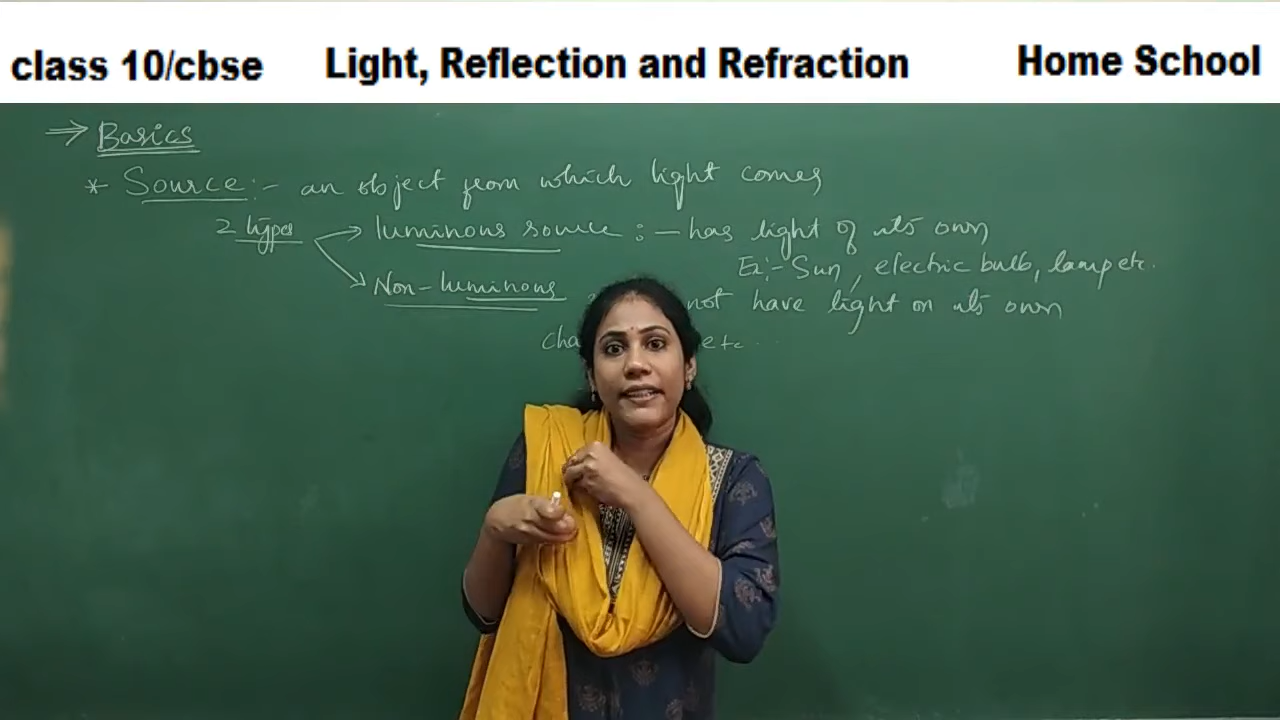 class 10/cbse Light, Reflection and Refraction Home School
⇒ Basics
* Source:- an object from which light comes
2 types → luminous source :- has light of its own
Ex:- Sun, electric bulb, lamp etc.
→ Non-luminous not have light on its own
etc...